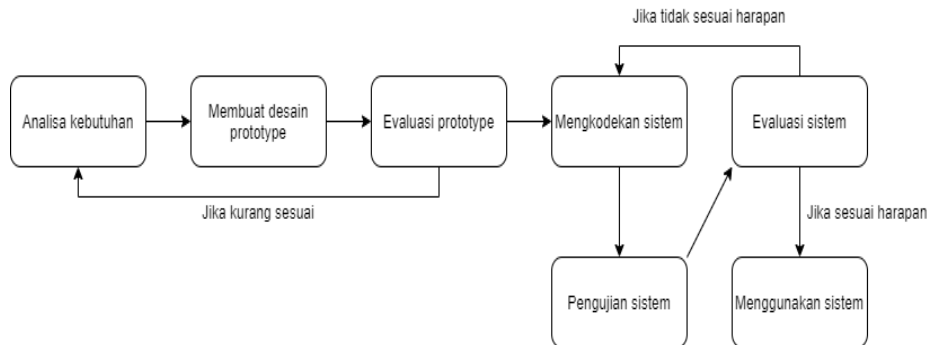 Jika tidak sesuai harapan
Analisa kebutuhan
Membuat desain
prototype
Evaluasi prototype
Mengkodekan sistem
Evaluasi sistem
Jika kurang sesuai
Jika sesuai harapan
Pengujian sistem
Menggunakan sistem